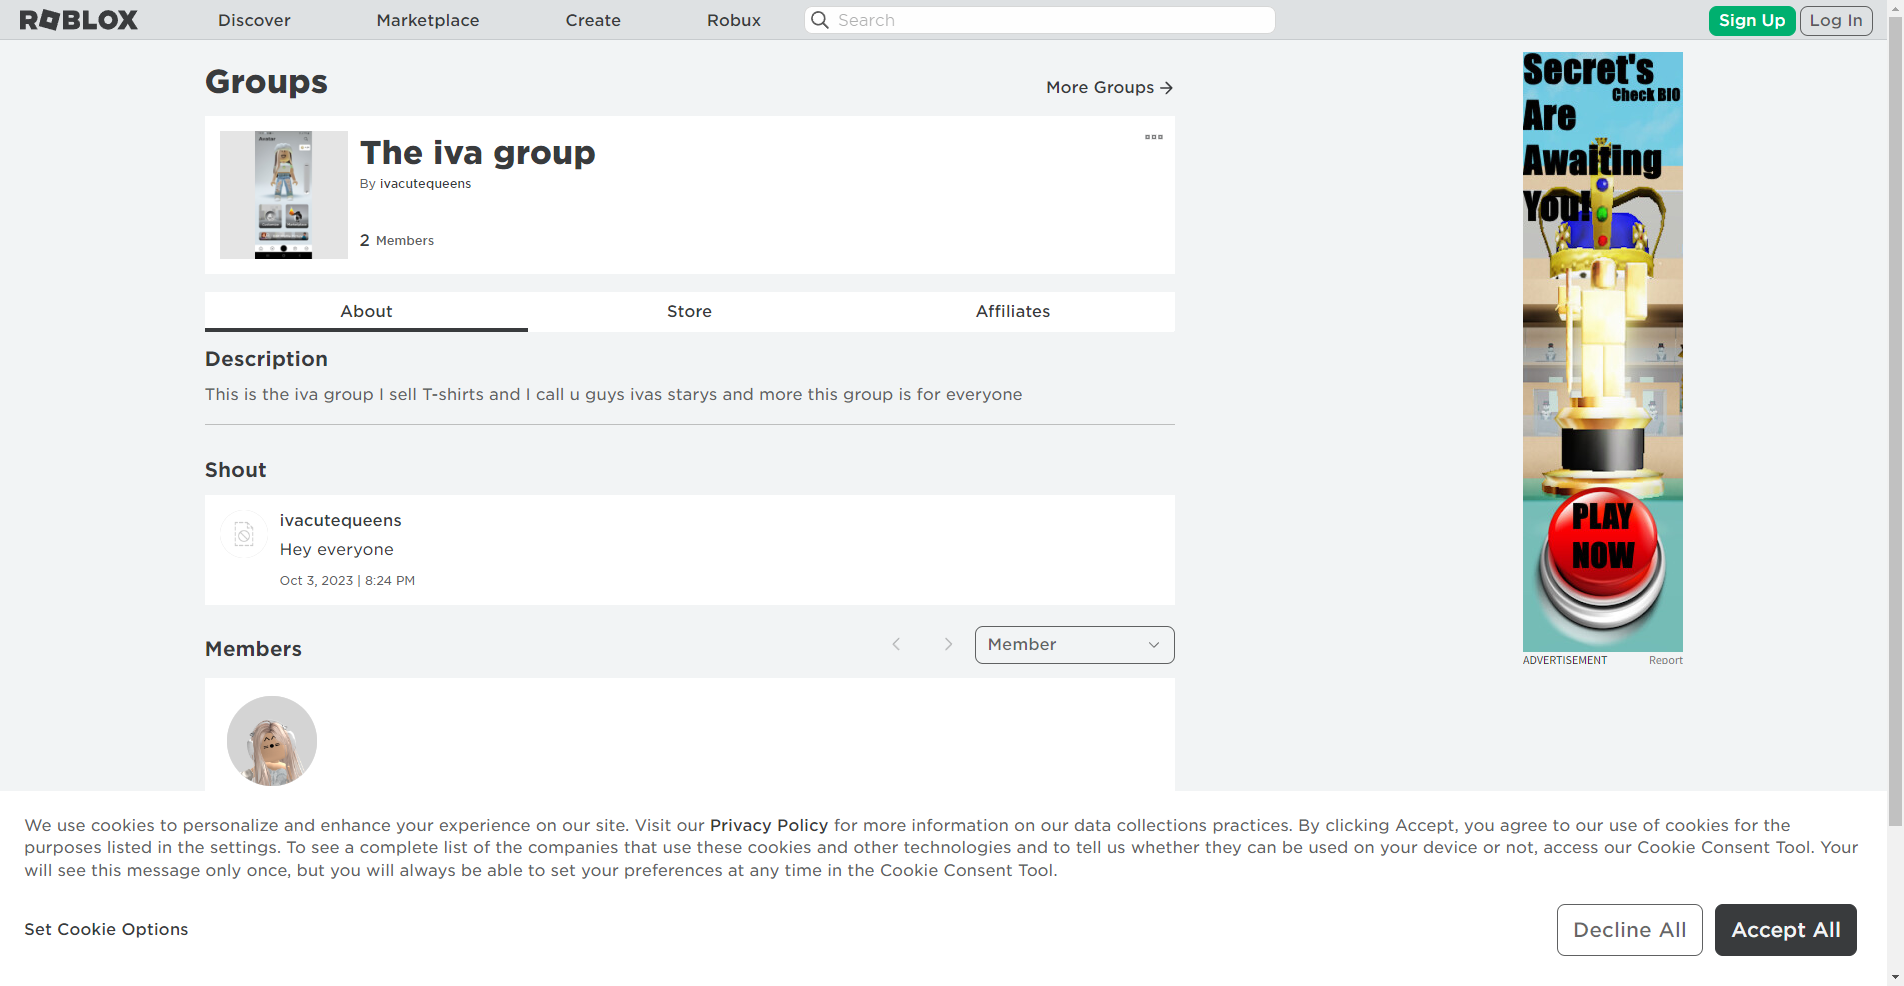 ROBLOX
Discover
Marketplace
Create
Robux
Search
Sign Up
Log In
Groups
More Groups
The iva group
By ivacutequeens
2 Members
Avatar
About
Store
Affiliates
Description
This is the iva group I sell T-shirts and I call u guys ivas starys and more this group is for everyone
Shout
ivacutequeens
Hey everyone
Oct 3, 2023 | 8:24 PM
Members
Member
Secret's
Check BIO
Are
Awaiting
You!
PLAY
NOW
ADVERTISEMENT
Report
We use cookies to personalize and enhance your experience on our site. Visit our Privacy Policy for more information on our data collections practices. By clicking Accept, you agree to our use of cookies for the
purposes listed in the settings. To see a complete list of the companies that use these cookies and other technologies and to tell us whether they can be used on your device or not, access our Cookie Consent Tool. Your
will see this message only once, but you will always be able to set your preferences at any time in the Cookie Consent Tool.
Set Cookie Options
Decline All
Accept All